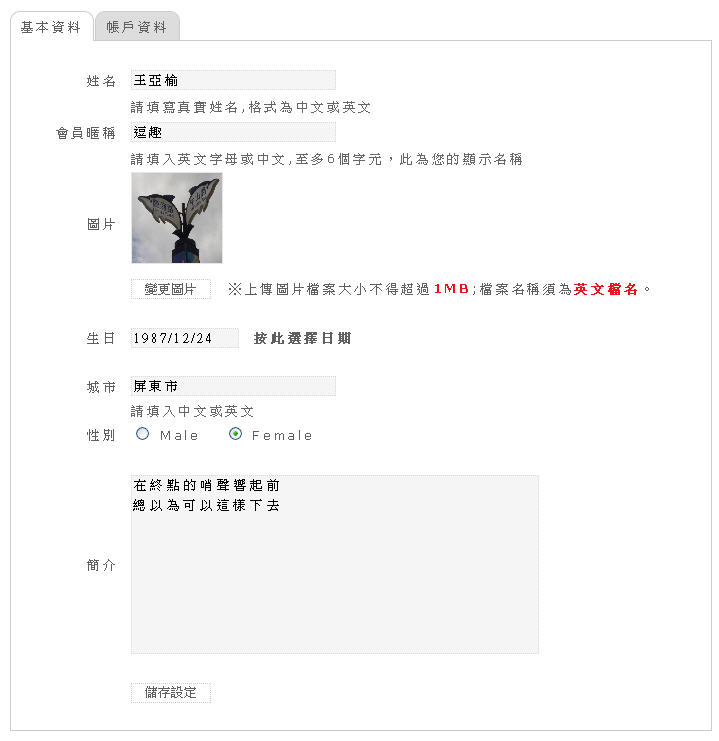 基本資料 帳戶資料
姓名 王亞榆
請填寫真實姓名,格式為中文或英文
會員暱稱 逗趣
請填入英文字母或中文,至多6個字元，此為您的顯示名稱
圖片
變更圖片 ※上傳圖片檔案大小不得超過1MB;檔案名稱須為英文檔名。
生日 1987/12/24 按此選擇日期
城市 屏東市
請填入中文或英文
性別 Male Female
在終點的哨聲響起前
總以為可以這樣下去
簡介
儲存設定